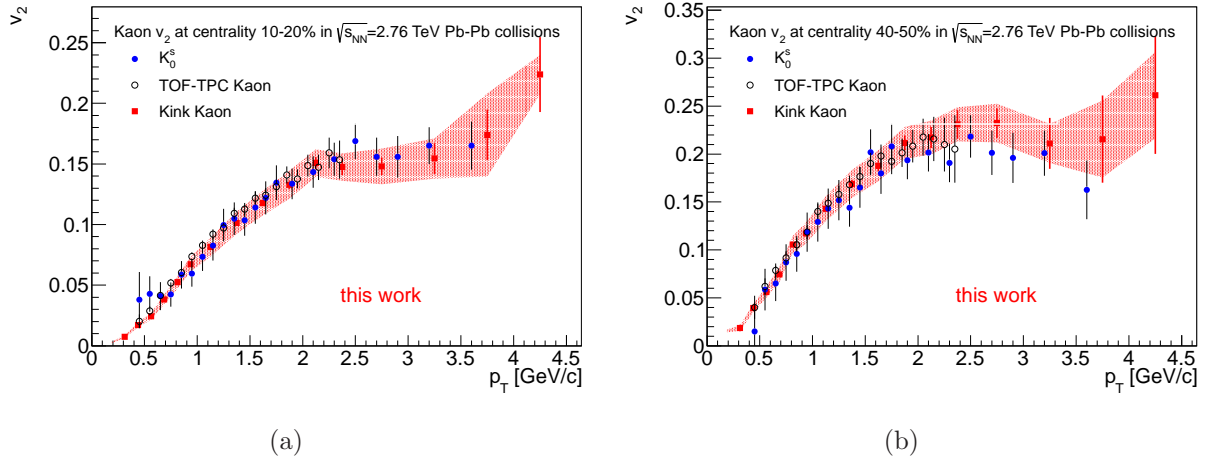 v2
Kaon v2 at centrality 10-20% in √sNN=2.76 TeV Pb-Pb collisions
K0s
TOF-TPC Kaon
Kink Kaon
this work
0.25
0.2
0.15
0.1
0.05
0
0 0.5 1 1.5 2 2.5 3 3.5 4 4.5
pT [GeV/c]
(a)
v2
Kaon v2 at centrality 40-50% in √sNN=2.76 TeV Pb-Pb collisions
K0s
TOF-TPC Kaon
Kink Kaon
this work
0.35
0.3
0.25
0.2
0.15
0.1
0.05
0
0 0.5 1 1.5 2 2.5 3 3.5 4 4.5
pT [GeV/c]
(b)